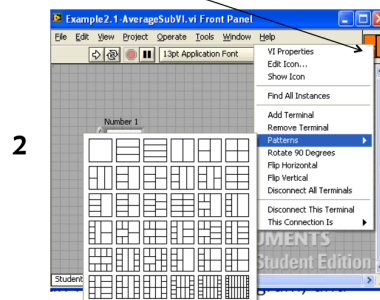 Example2.1-AverageSubVI.vi Front Panel
File Edit View Project Operate Tools Window Help
13pt Application Font
VI Properties
Edit Icon...
Show Icon
Find All Instances
Add Terminal
Remove Terminal
Patterns
Rotate 90 Degrees
Flip Horizontal
Flip Vertical
Disconnect All Terminals
Disconnect This Terminal
This Connection Is
Number 1
2
UMENTS
Student Edition
Student